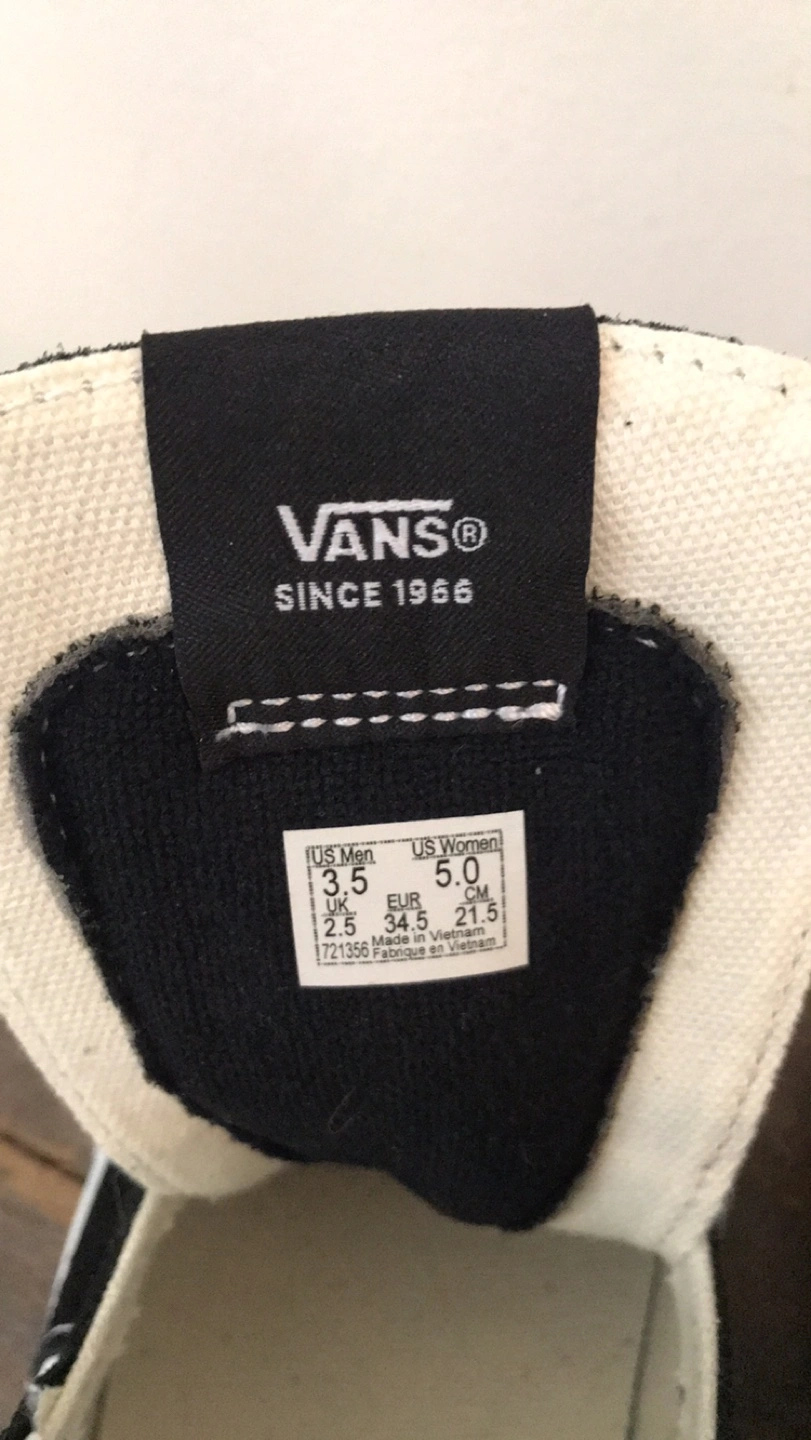 VANS®
SINCE 1966
US Men US Women
3.5 5.0
UK EUR CM
2.5 34.5 21.5
721356 Made in Vietnam
Fabrique en Vietnam